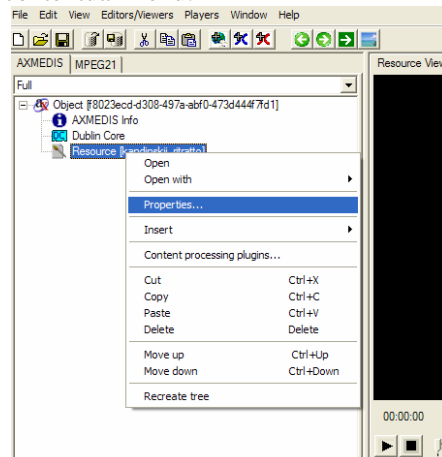 File Edit View Editors/Viewers Players Window Help
AXMEDIS MPEG21
Resource View
Full
Object [f8023ecd-d308-497a-abf0-473d444f7fd1]
AXMEDIS Info
DC Dublin Core
Resource [kandinskij_ritratto]
Open
Open with
Properties...
Insert
Content processing plugins...
Cut Ctrl+X
Copy Ctrl+C
Paste Ctrl+V
Delete Delete
Move up Ctrl+Up
Move down Ctrl+Down
Recreate tree
00:00:00